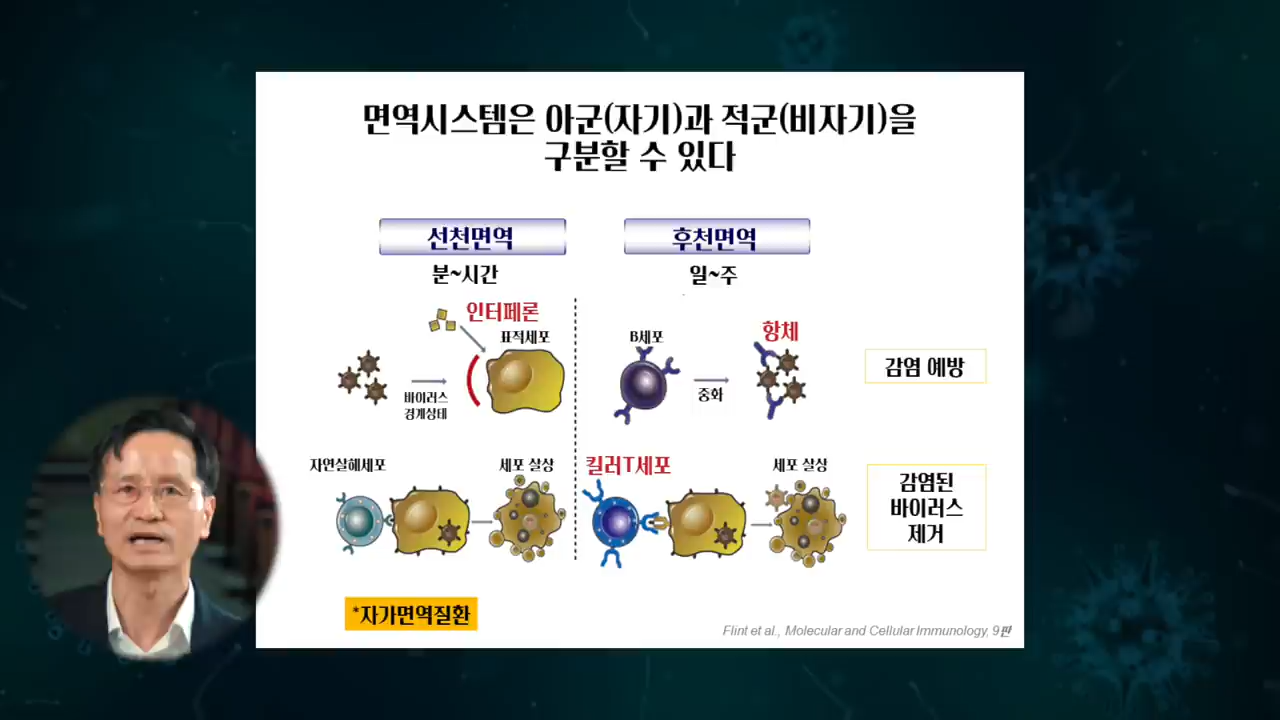 면역시스템은 아군(자기)과 적군(비자기)을
구분할 수 있다
선천면역
후천면역
분~시간
일~주
인터페론
표적세포
바이러스
경계상태
B세포
중화
항체
감염 예방
자연살해세포
세포 살상
킬러T세포
세포 살상
감염된
바이러스
제거
*자가면역질환
Flint et al., Molecular and Cellular Immunology, 9판